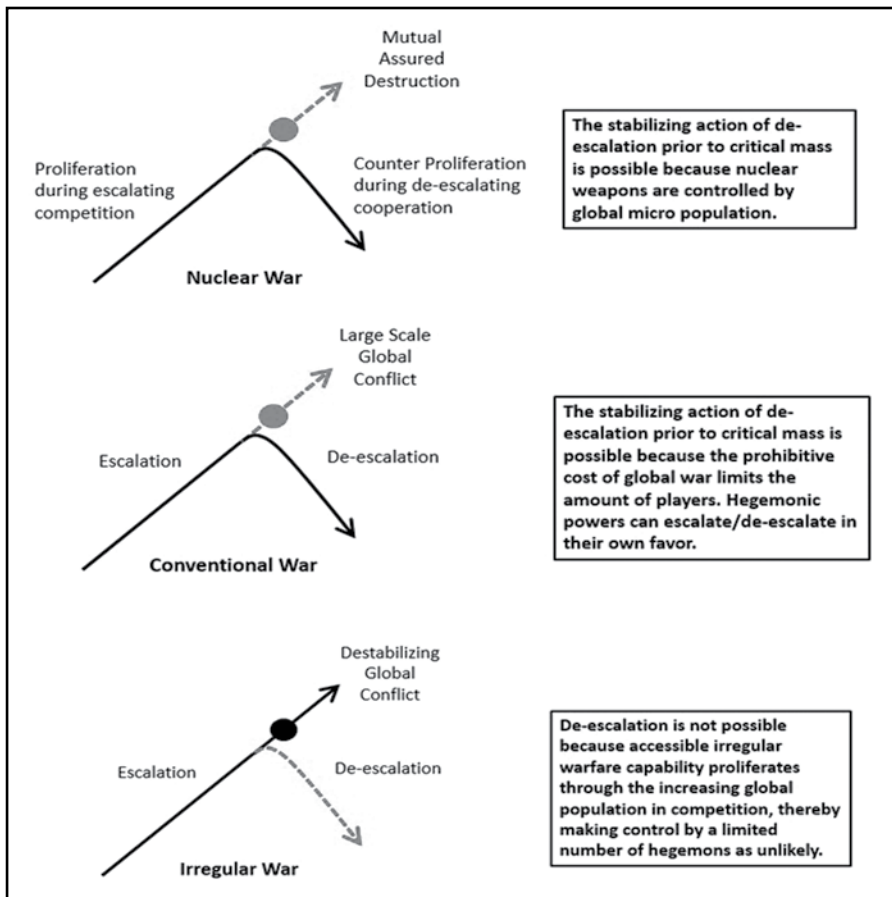 Mutual
Assured
Destruction
Proliferation
during escalating
competition
Counter Proliferation
during de-escalating
cooperation
Nuclear War
The stabilizing action of de-
escalation prior to critical mass
is possible because nuclear
weapons are controlled by
global micro population.
Large Scale
Global
Conflict
Escalation
De-escalation
Conventional War
The stabilizing action of de-
escalation prior to critical mass is
possible because the prohibitive
cost of global war limits the
amount of players. Hegemonic
powers can escalate/de-escalate in
their own favor.
Destabilizing
Global
Conflict
Escalation
De-escalation
Irregular War
De-escalation is not possible
because accessible irregular
warfare capability proliferates
through the increasing global
population in competition, thereby
making control by a limited
number of hegemons as unlikely.